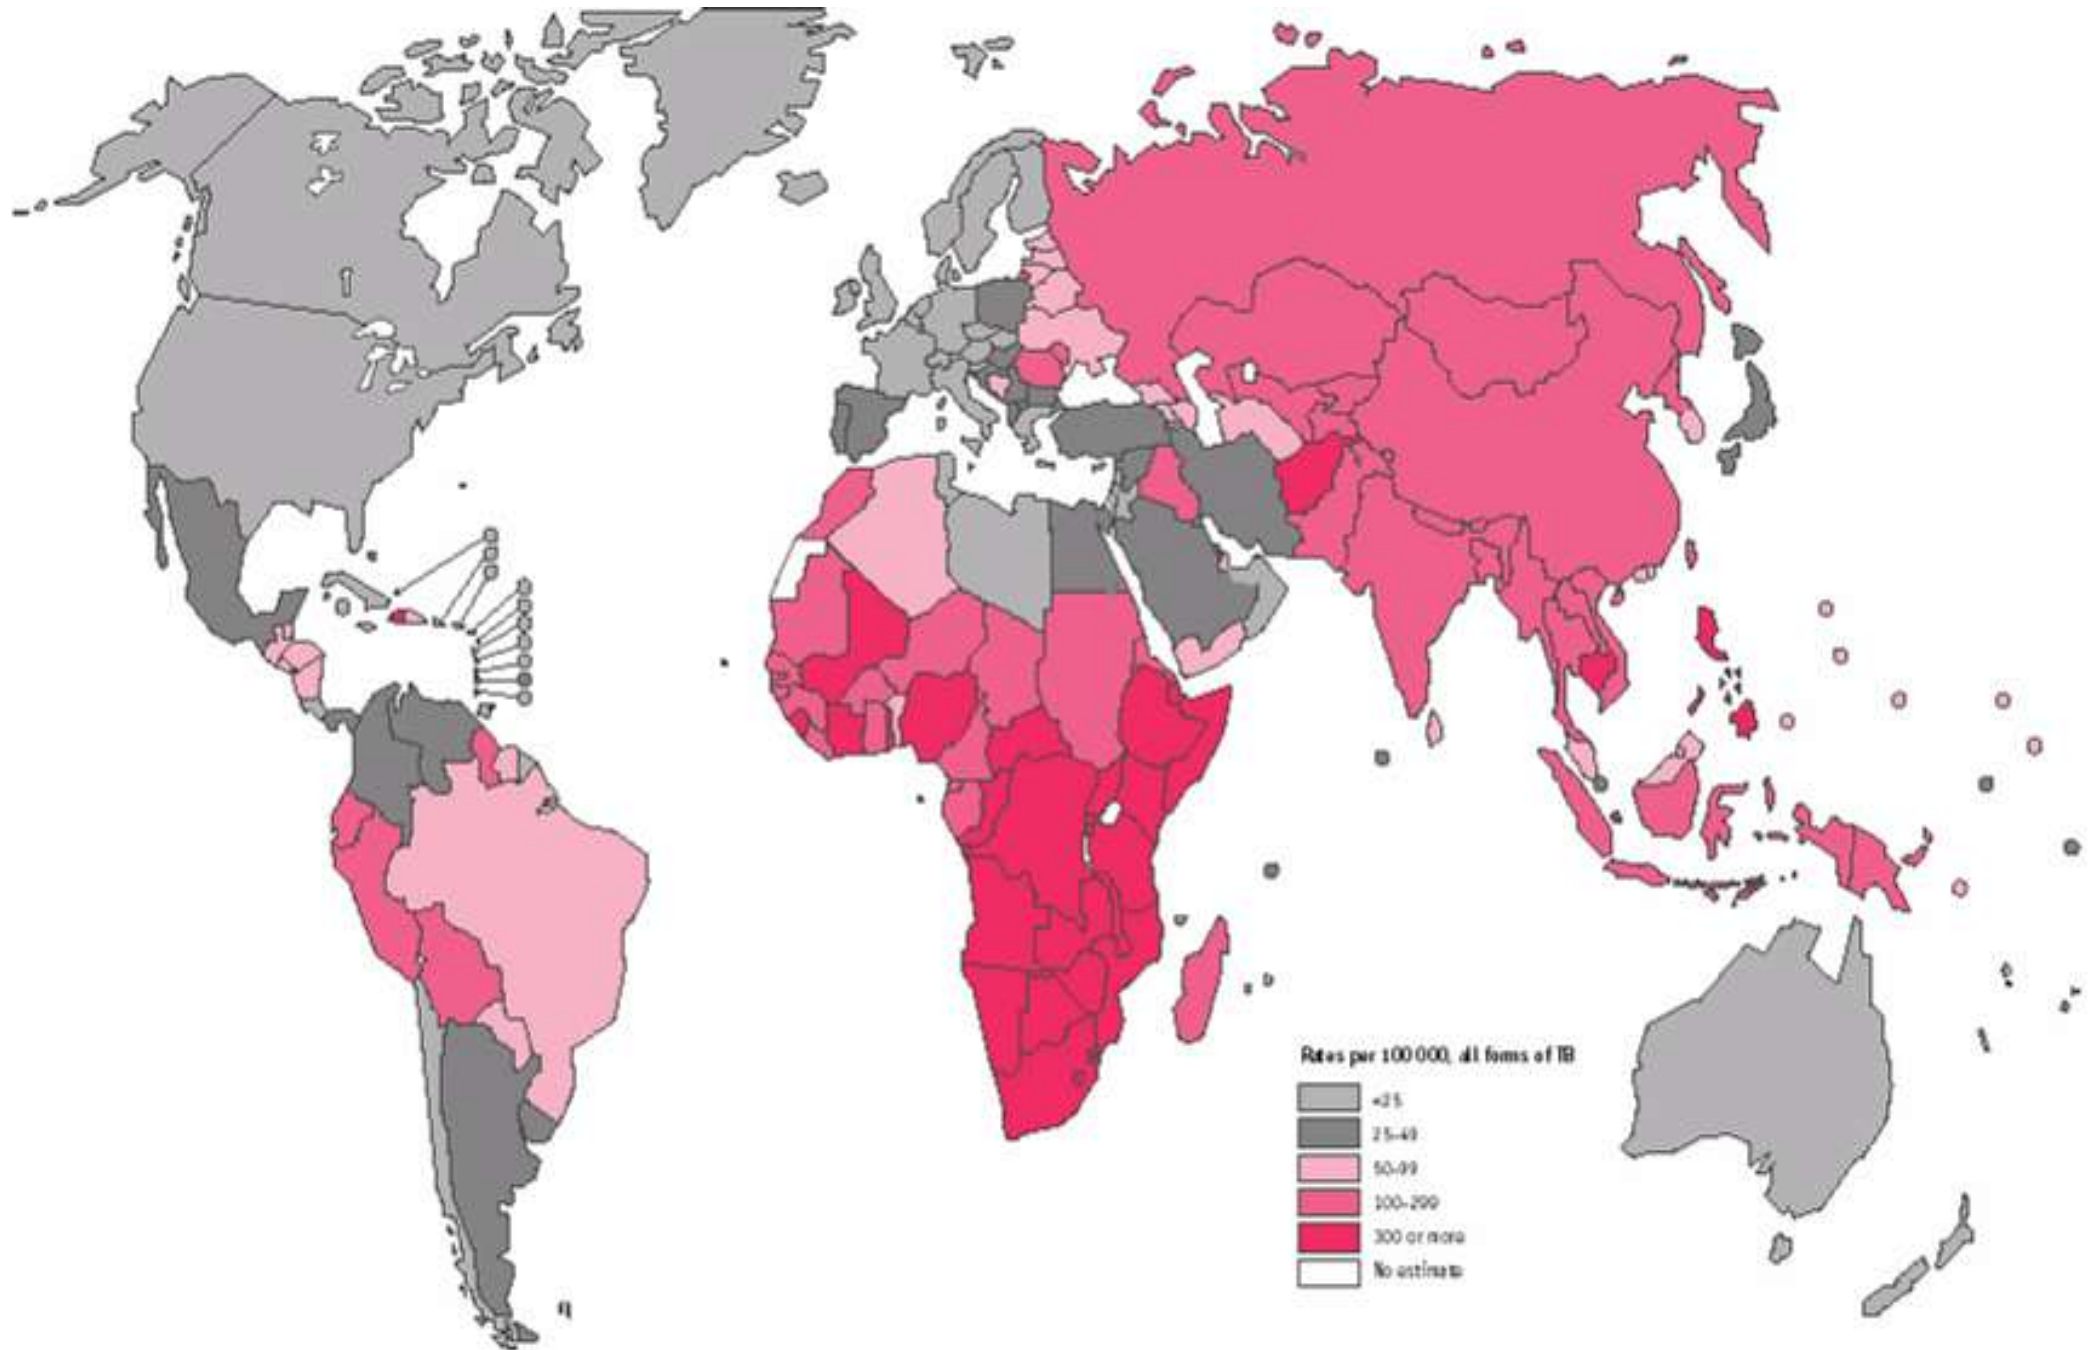 Rates per 100 000, all forms of TB
<25
25–49
50–99
100–299
300 or more
No estimate